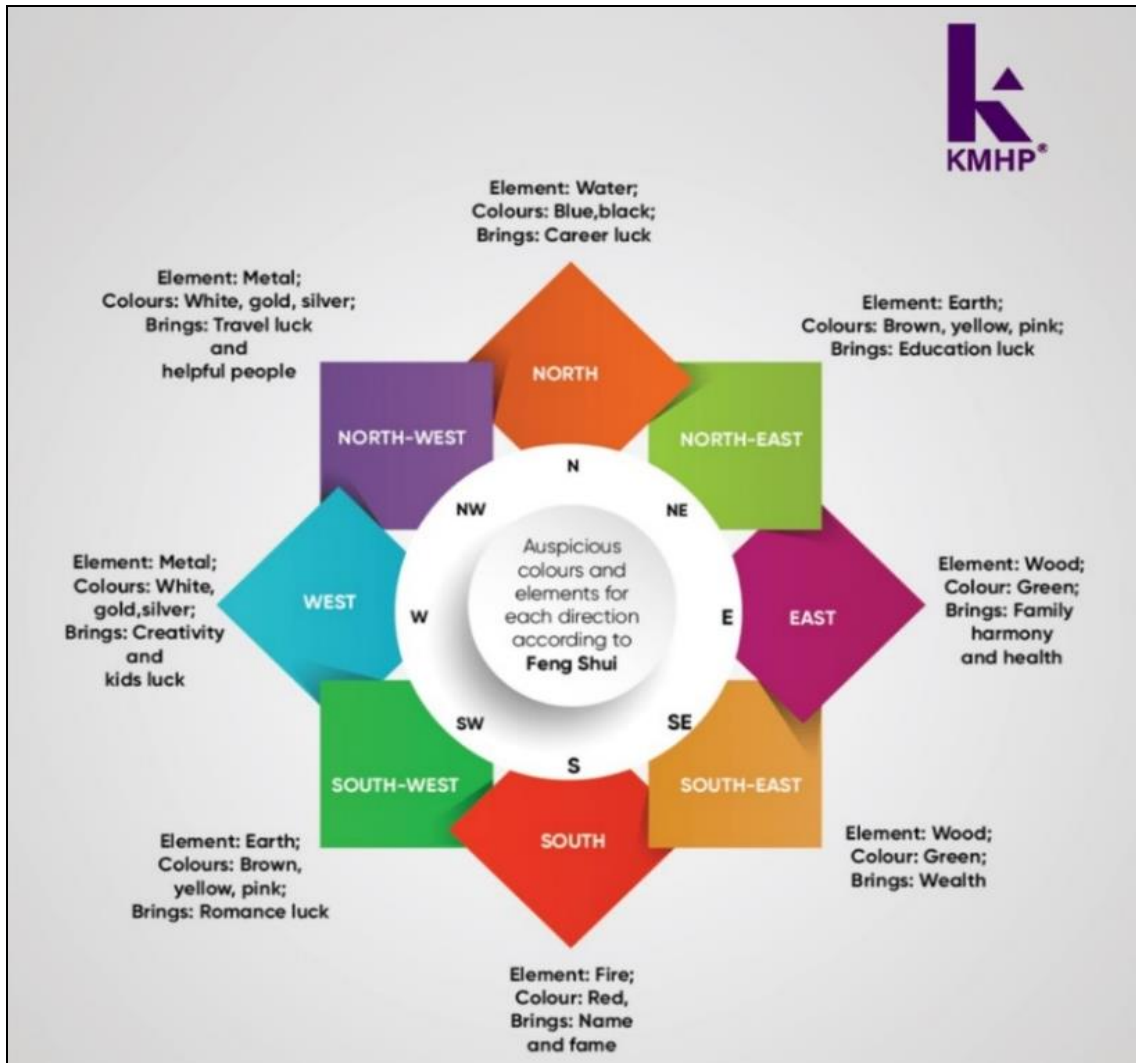 k
KMHP®
Element: Water;
Colours: Blue,black;
Brings: Career luck
Element: Metal;
Colours: White, gold, silver;
Brings: Travel luck
and
helpful people
Element: Earth;
Colours: Brown, yellow, pink;
Brings: Education luck
NORTH
NORTH-WEST
NORTH-EAST
N
NW
NE
Element: Metal;
Colours: White,
gold,silver;
Brings: Creativity
and
kids luck
WEST
W
Auspicious
colours and
elements for
each direction
according to
Feng Shui
E
EAST
Element: Wood;
Colour: Green;
Brings: Family
harmony
and health
SW
SE
S
SOUTH-WEST
SOUTH-EAST
SOUTH
Element: Earth;
Colours: Brown,
yellow, pink;
Brings: Romance luck
Element: Wood;
Colour: Green;
Brings: Wealth
Element: Fire;
Colour: Red,
Brings: Name
and fame